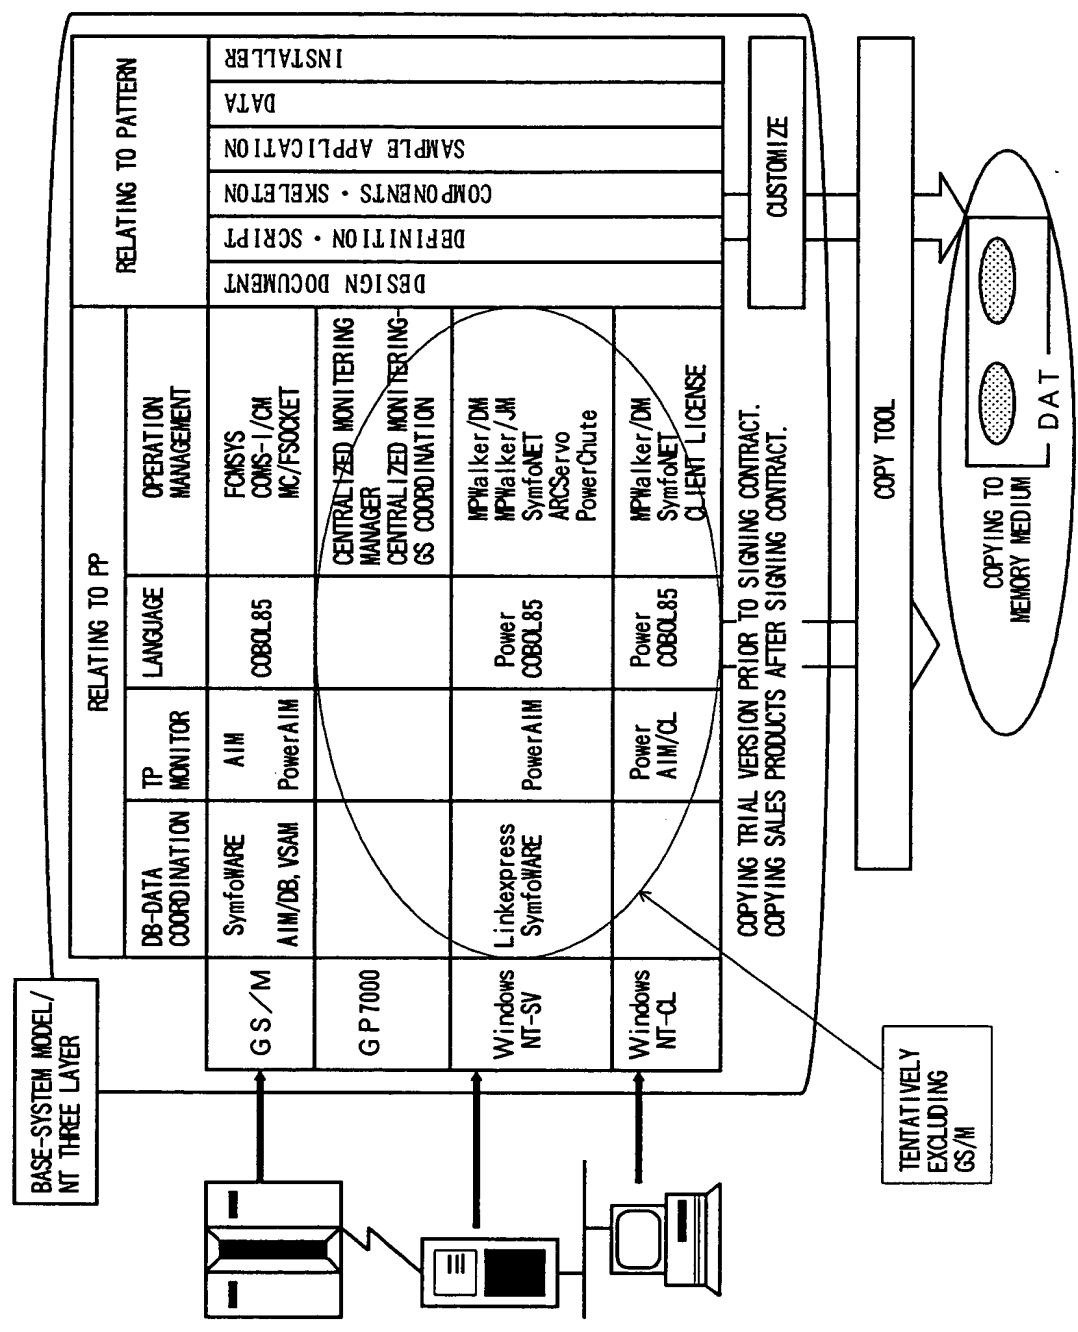 BASE-SYSTEM MODEL/
NT THREE LAYER
RELATING TO PP
RELATING TO PATTERN
DB-DATA
COORDINATION
TP
MONITOR
LANGUAGE
OPERATION
MANAGEMENT
GS/M
SymfoWARE
AIM/DB, VSAM
AIM
PowerAIM
COBOL85
FCMSYS
COMS-I/CM
MC/FSOCKET
GP7000
CENTRALIZED MONITERING
MANAGER
CENTRALIZED MONITERING-
GS COORDINATION
Windows
NT-SV
Linkexpress
SymfoWARE
PowerAIM
Power
COBOL85
MPWalker/DM
MPWalker/JM
SymfoNET
ARCServo
PowerChute
Windows
NT-CL
Power
AIM/CL
Power
COBOL85
MPWalker/DM
SymfoNET
CLIENT LICENSE
DESIGN DOCUMENT
DEFINITION・SCRIPT
COMPONENTS・SKELETON
SAMPLE APPLICATION
DATA
INSTALLER
COPYING TRIAL VERSION PRIOR TO SIGNING CONTRACT.
COPYING SALES PRODUCTS AFTER SIGNING CONTRACT.
CUSTOMIZE
TENTATIVELY
EXCLUDING
GS/M
COPY TOOL
COPYING TO
MEMORY MEDIUM
DAT